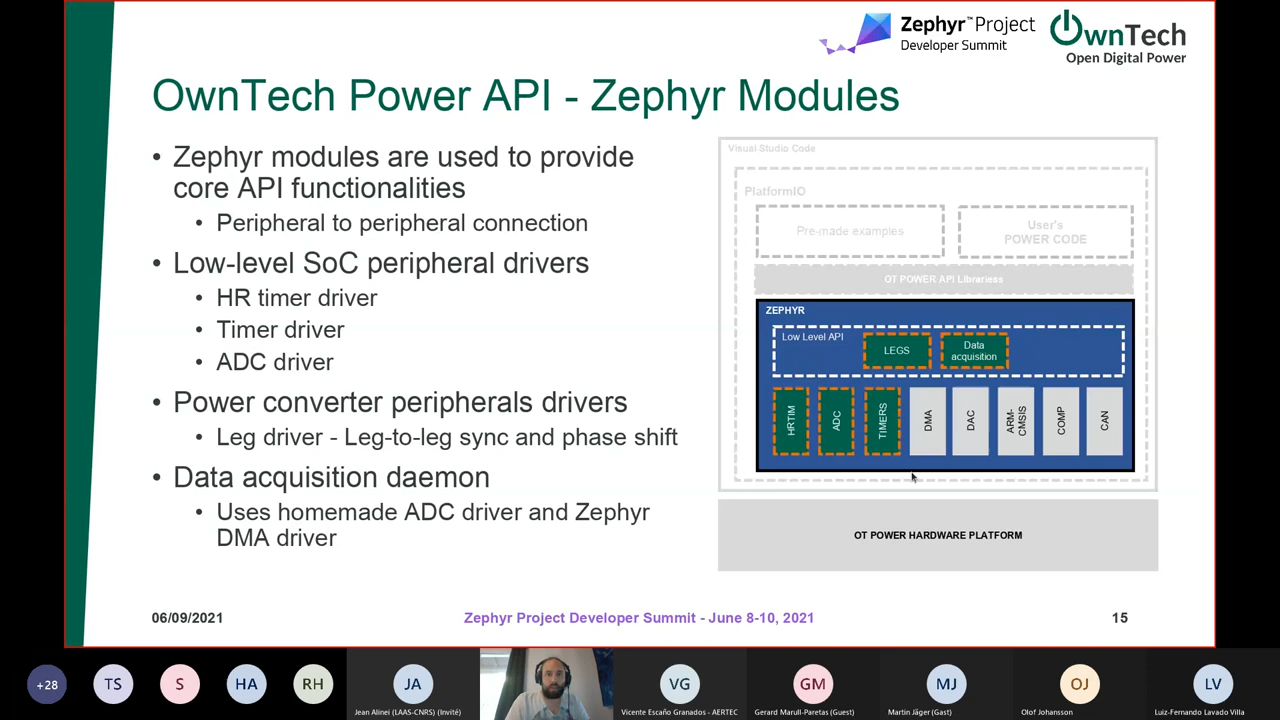 Zephyr™Project
Developer Summit
OwnTech
Open Digital Power
OwnTech Power API - Zephyr Modules
• Zephyr modules are used to provide
core API functionalities
• Peripheral to peripheral connection
• Low-level SoC peripheral drivers
• HR timer driver
• Timer driver
• ADC driver
• Power converter peripherals drivers
• Leg driver - Leg-to-leg sync and phase shift
• Data acquisition daemon
• Uses homemade ADC driver and Zephyr
DMA driver
Visual Studio Code
PlatformIO
Pre-made examples
User's
POWER CODE
OT POWER API Librariess
ZEPHYR
Low Level API
LEGS
Data
acquisition
HRTIM
ADC
TIMERS
DMA
DAC
ARM-
CMSIS
COMP
CAN
OT POWER HARDWARE PLATFORM
06/09/2021
Zephyr Project Developer Summit - June 8-10, 2021
15
+28
TS
S
HA
RH
JA
Jean Alinei (LAAS-CNRS) (Invité)
VG
Vicente Escaño Granados - AERTEC
GM
Gerard Marull-Paretas (Guest)
MJ
Martin Jäger (Gast)
OJ
Olof Johansson
LV
Luiz-Fernando Lavado Villa